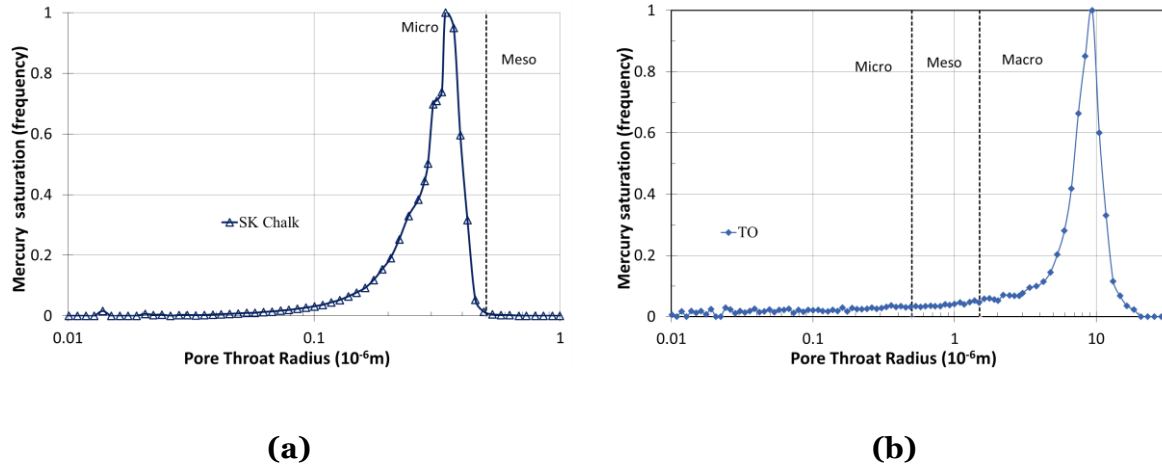 Mercury saturation (frequency)
1
0.8
0.6
0.4
0.2
0
Micro
Meso
SK Chalk
0.01
0.1
1
Pore Throat Radius (10⁻⁶m)
(a)
Mercury saturation (frequency)
1
0.8
0.6
0.4
0.2
0
Micro
Meso
Macro
TO
0.01
0.1
1
10
Pore Throat Radius (10⁻⁶m)
(b)